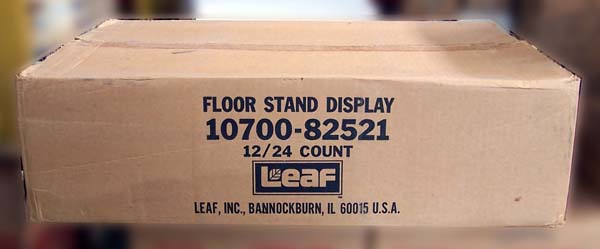 FLOOR STAND DISPLAY
10700-82521
12/24 COUNT
Leaf
LEAF, INC., BANNOCKBURN, IL 60015 U.S.A.